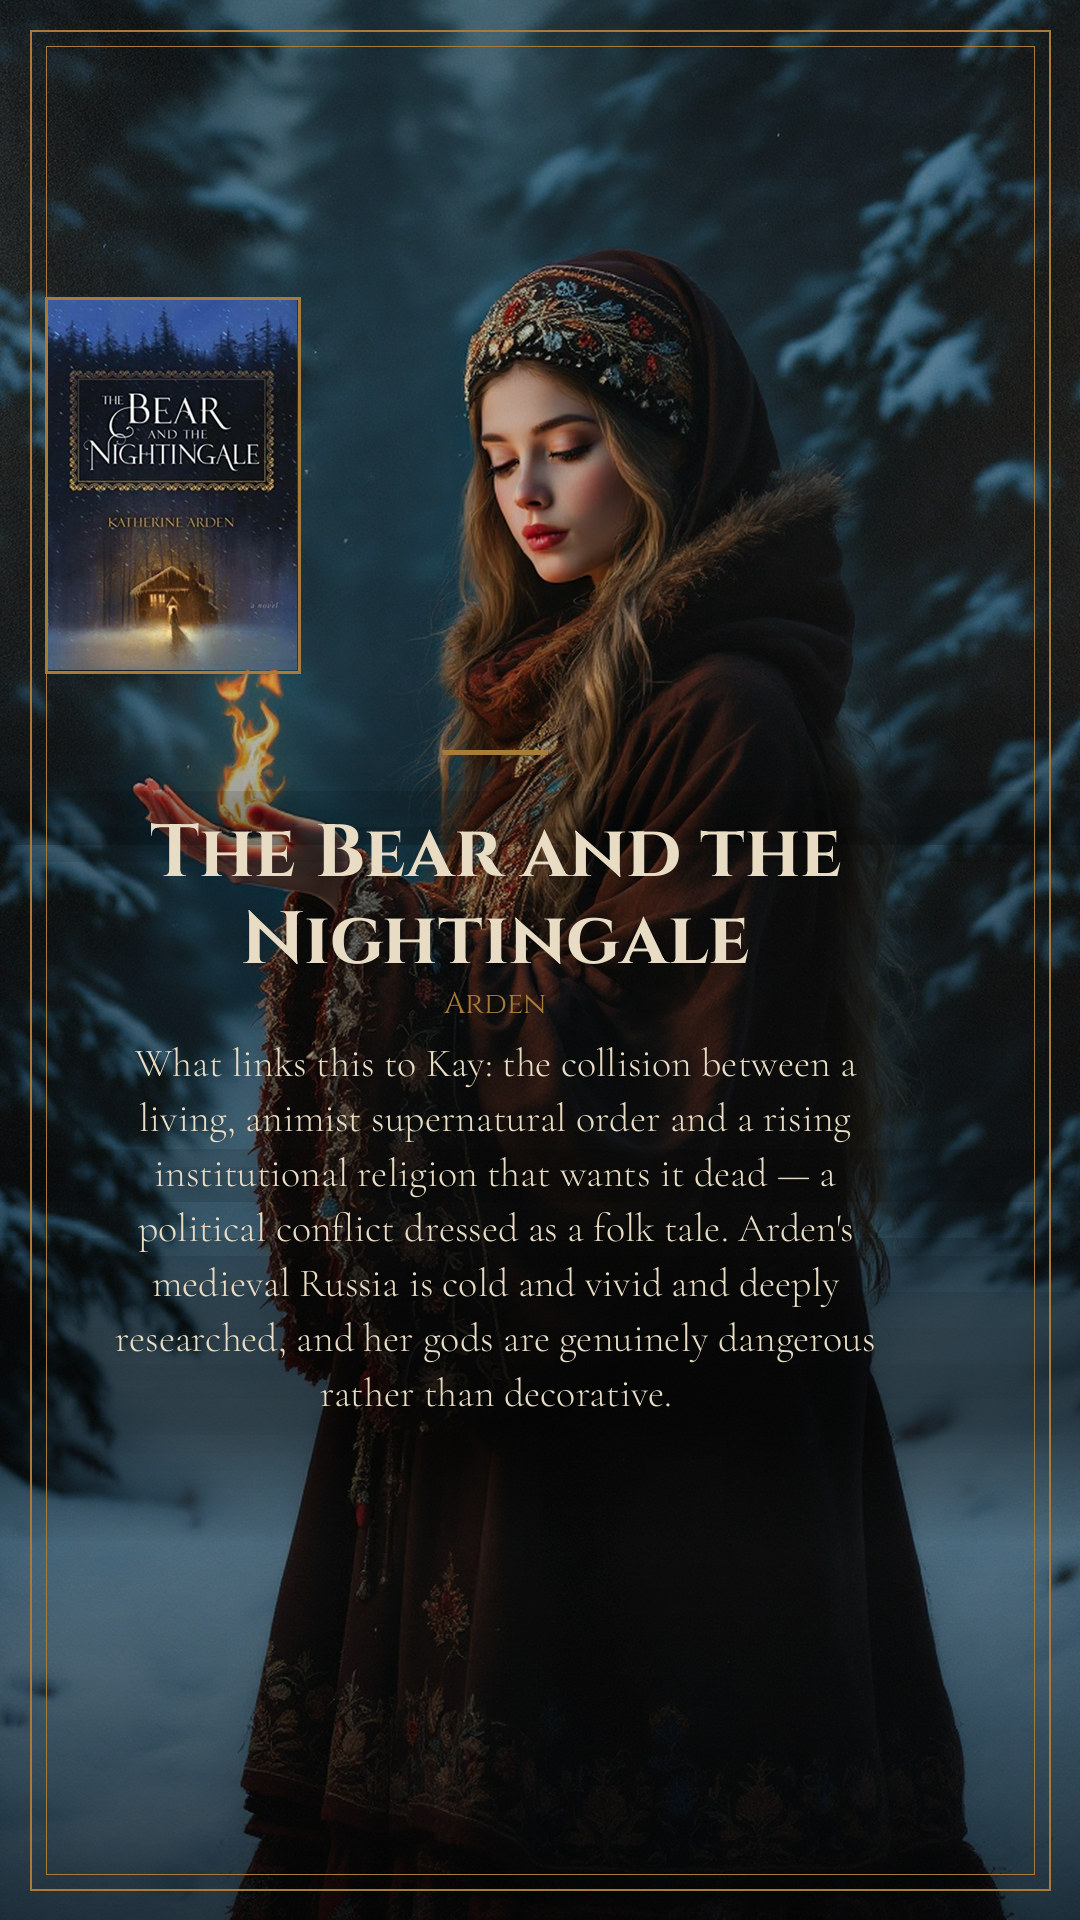 THE
BEAR
AND THE
NIGHTINGALE
KATHERINE ARDEN
a novel
THE BEAR AND THE
NIGHTINGALE
ARDEN
What links this to Kay: the collision between a
living, animist supernatural order and a rising
institutional religion that wants it dead — a
political conflict dressed as a folk tale. Arden's
medieval Russia is cold and vivid and deeply
researched, and her gods are genuinely dangerous
rather than decorative.